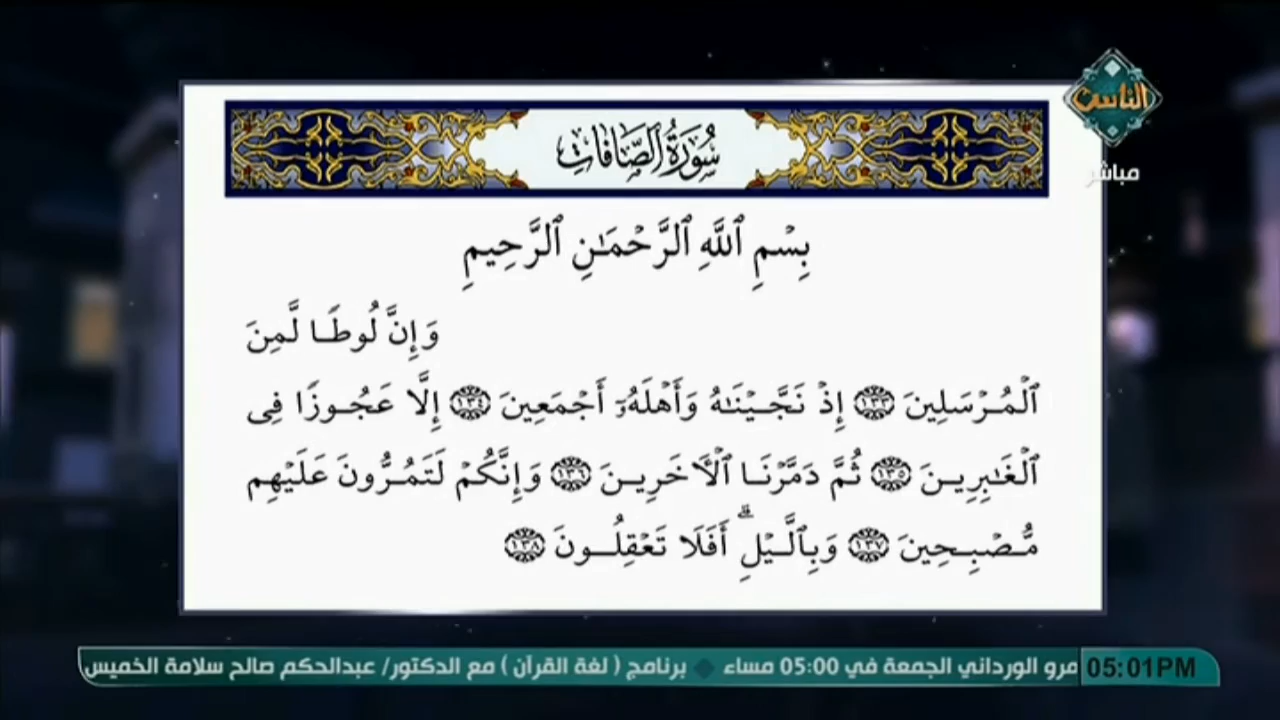 الناس
مباشر
سُورَةُ الصَّافَّاتِ
بِسْمِ ٱللَّهِ ٱلرَّحْمَـٰنِ ٱلرَّحِيمِ
وَإِنَّ لُوطًا لَّمِنَ
ٱلْمُرْسَلِينَ ١٣٣ إِذْ نَجَّيْنَـٰهُ وَأَهْلَهُۥٓ أَجْمَعِينَ ١٣٤ إِلَّا عَجُوزًا فِى
ٱلْغَـٰبِرِينَ ١٣٥ ثُمَّ دَمَّرْنَا ٱلْـَٔاخَرِينَ ١٣٦ وَإِنَّكُمْ لَتَمُرُّونَ عَلَيْهِم
مُّصْبِحِينَ ١٣٧ وَبِٱلَّيْلِ ۗ أَفَلَا تَعْقِلُونَ ١٣٨
05:01PM مرو الورداني الجمعة في 05:00 مساء ◆ برنامج ( لغة القرآن ) مع الدكتور/ عبدالحكم صالح سلامة الخميس